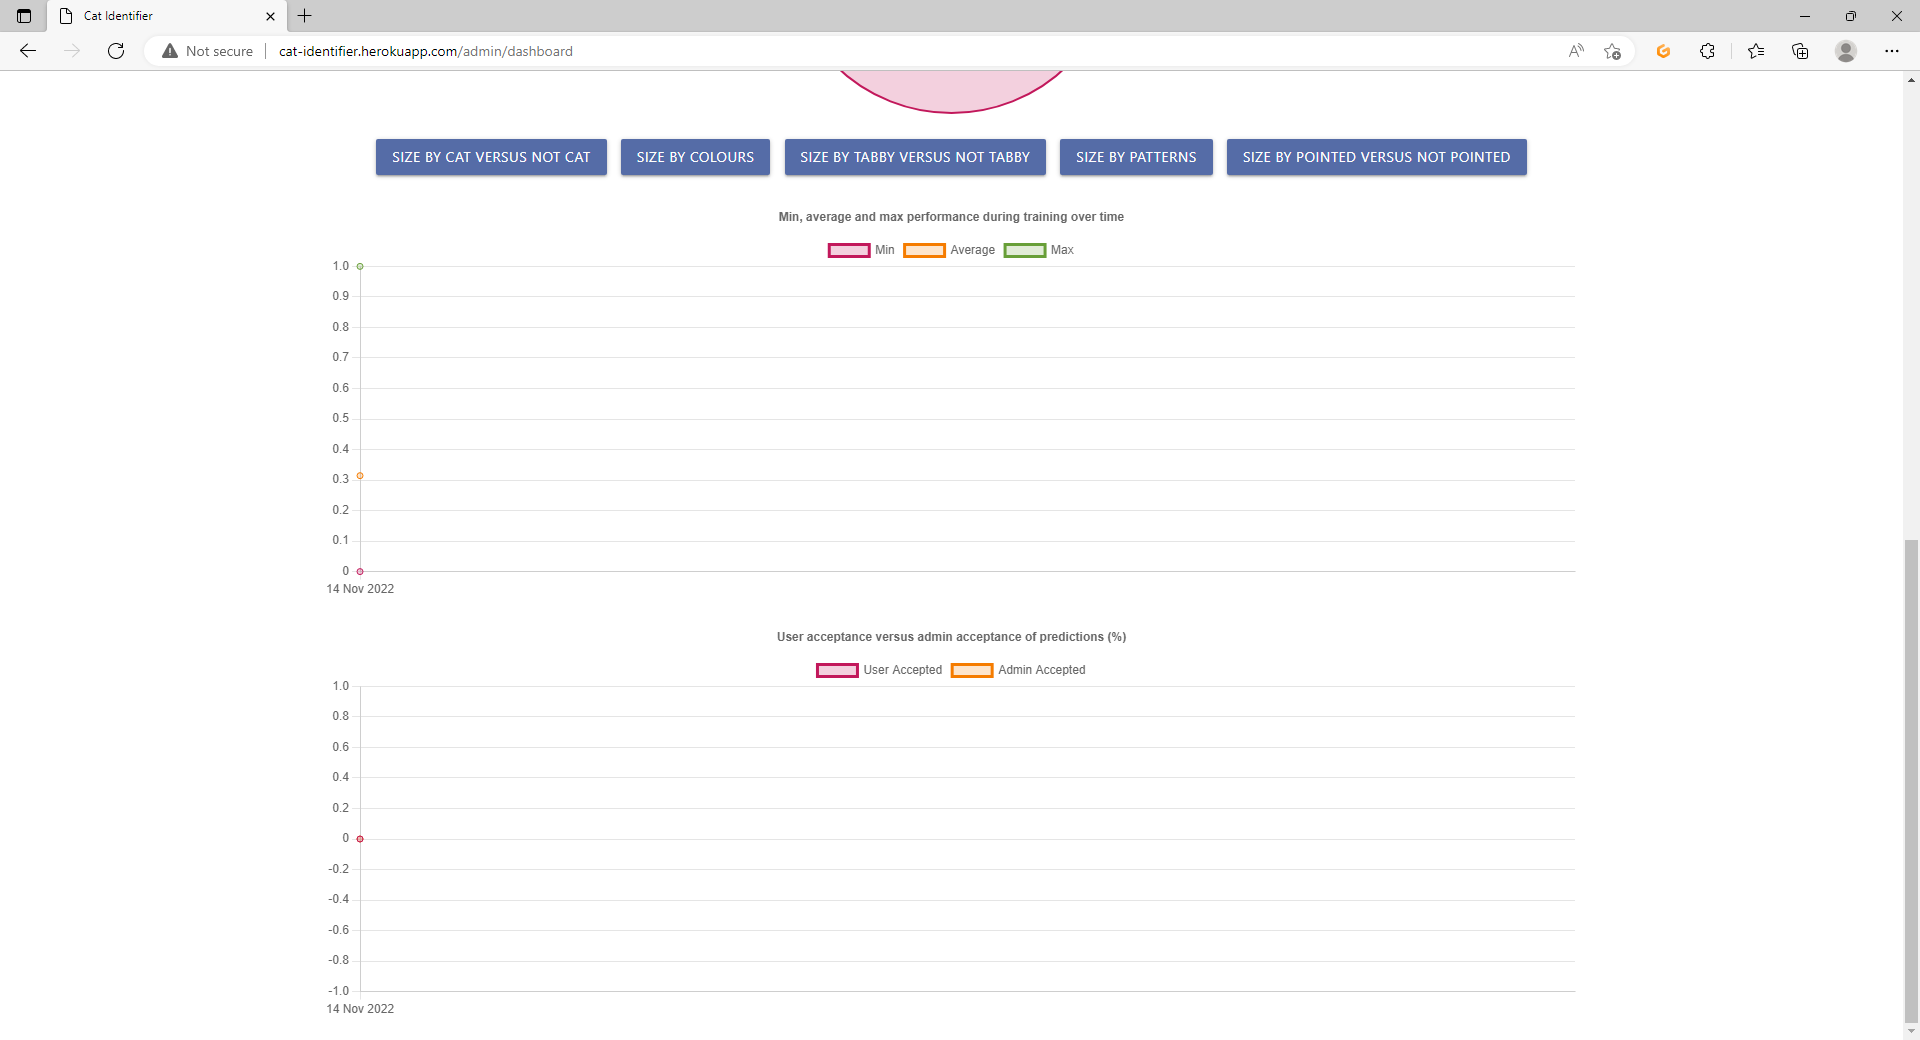 Cat Identifier
Not secure
cat-identifier.herokuapp.com/admin/dashboard
SIZE BY CAT VERSUS NOT CAT SIZE BY COLOURS SIZE BY TABBY VERSUS NOT TABBY SIZE BY PATTERNS SIZE BY POINTED VERSUS NOT POINTED
Min, average and max performance during training over time
Min Average Max
1.0
0.9
0.8
0.7
0.6
0.5
0.4
0.3
0.2
0.1
0
14 Nov 2022
User acceptance versus admin acceptance of predictions (%)
User Accepted Admin Accepted
1.0
0.8
0.6
0.4
0.2
0
-0.2
-0.4
-0.6
-0.8
-1.0
14 Nov 2022